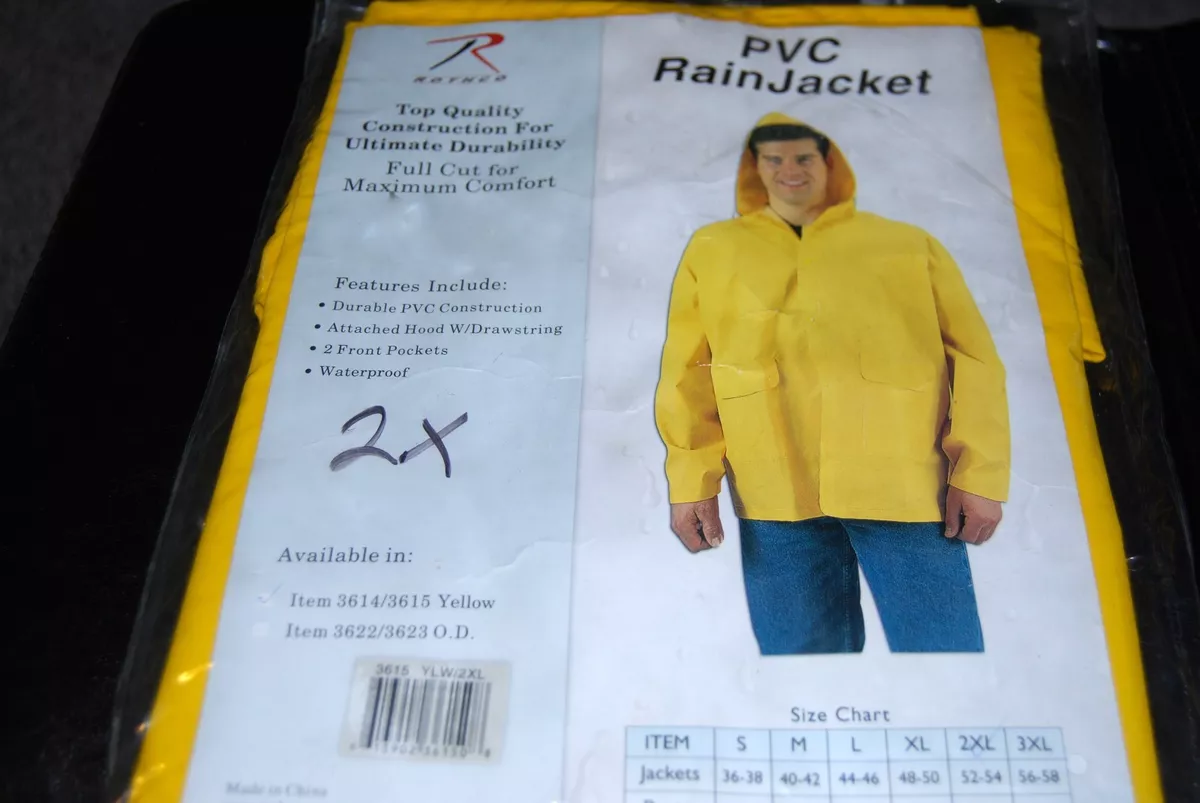 ROTHCO
Top Quality
Construction For
Ultimate Durability
Full Cut for
Maximum Comfort
Features Include:
• Durable PVC Construction
• Attached Hood W/Drawstring
• 2 Front Pockets
• Waterproof
2X
Available in:
Item 3614/3615 Yellow
Item 3622/3623 O.D.
3615 YLW/2XL
Made in China
PVC
RainJacket
Size Chart
ITEM S M L XL 2XL 3XL
Jackets 36-38 40-42 44-46 48-50 52-54 56-58